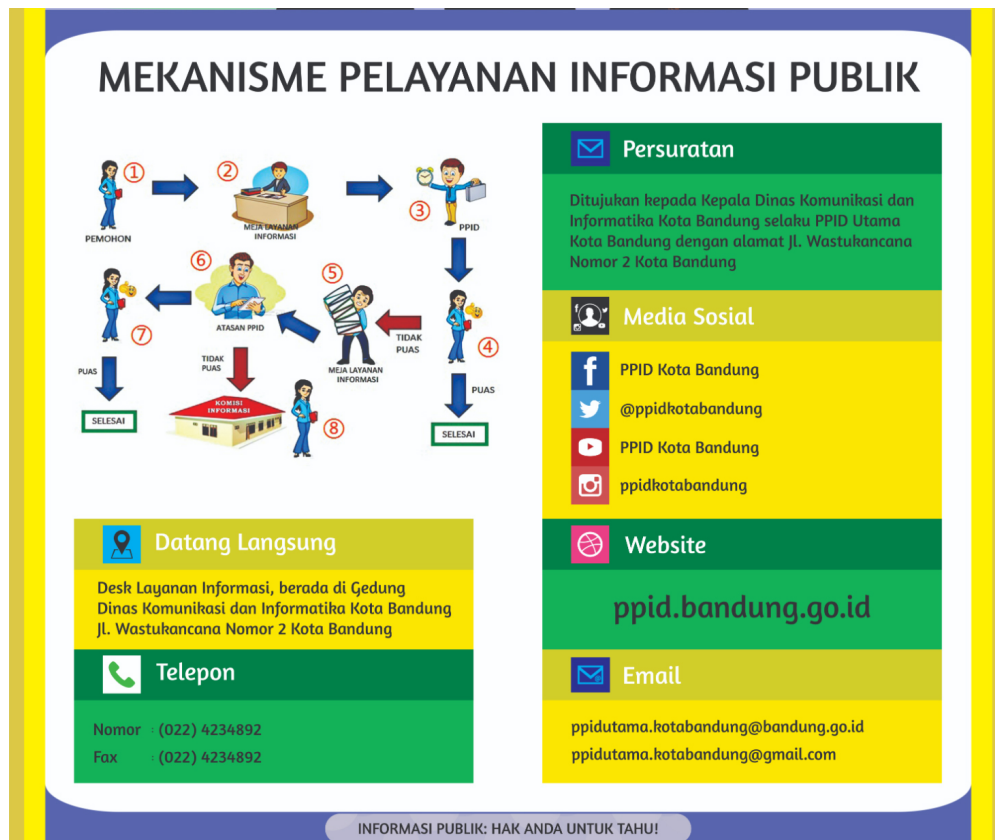 MEKANISME PELAYANAN INFORMASI PUBLIK
①
PEMOHON
②
MEJA LAYANAN
INFORMASI
③
PPID
④
PUAS
SELESAI
TIDAK
PUAS
⑤
MEJA LAYANAN
INFORMASI
⑥
ATASAN PPID
⑦
PUAS
SELESAI
TIDAK
PUAS
KOMISI
INFORMASI
⑧
Datang Langsung
Desk Layanan Informasi, berada di Gedung
Dinas Komunikasi dan Informatika Kota Bandung
Jl. Wastukancana Nomor 2 Kota Bandung
Telepon
Nomor : (022) 4234892
Fax : (022) 4234892
Persuratan
Ditujukan kepada Kepala Dinas Komunikasi dan
Informatika Kota Bandung selaku PPID Utama
Kota Bandung dengan alamat Jl. Wastukancana
Nomor 2 Kota Bandung
Media Sosial
PPID Kota Bandung
@ppidkotabandung
PPID Kota Bandung
ppidkotabandung
Website
ppid.bandung.go.id
Email
ppidutama.kotabandung@bandung.go.id
ppidutama.kotabandung@gmail.com
INFORMASI PUBLIK: HAK ANDA UNTUK TAHU!